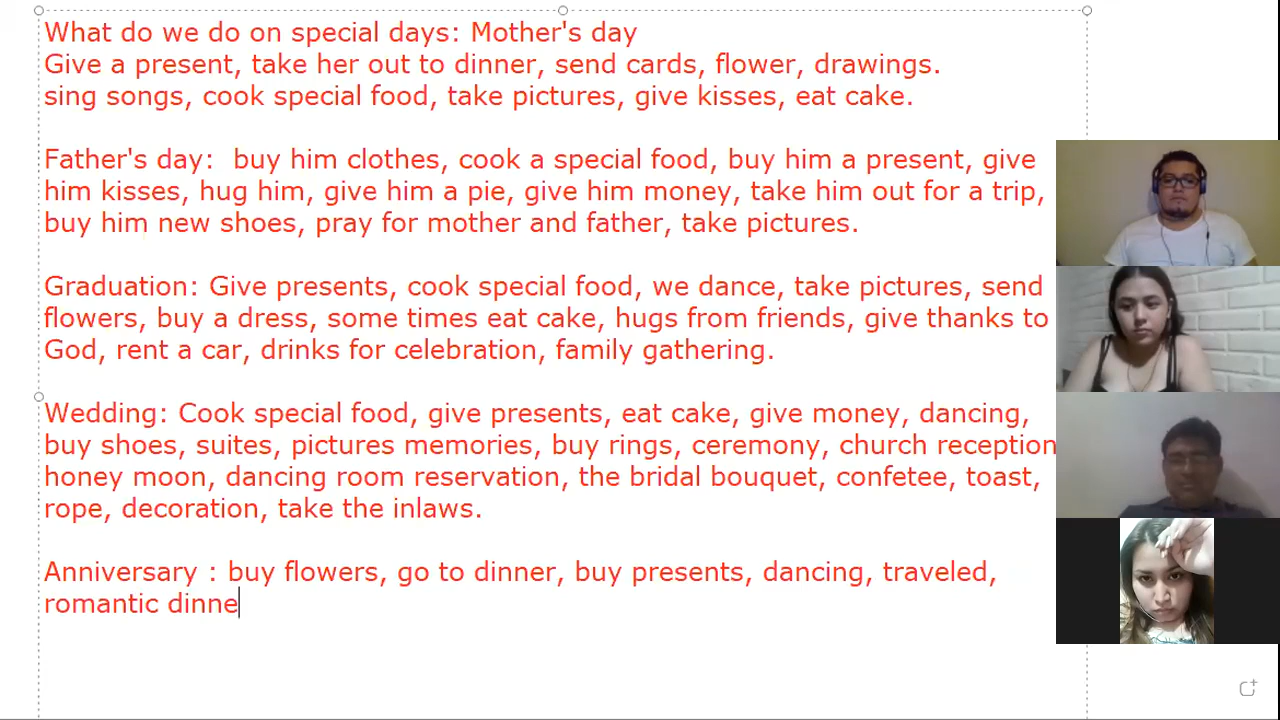 What do we do on special days: Mother's day
Give a present, take her out to dinner, send cards, flower, drawings.
sing songs, cook special food, take pictures, give kisses, eat cake.
Father's day:  buy him clothes, cook a special food, buy him a present, give
him kisses, hug him, give him a pie, give him money, take him out for a trip,
buy him new shoes, pray for mother and father, take pictures.
Graduation: Give presents, cook special food, we dance, take pictures, send
flowers, buy a dress, some times eat cake, hugs from friends, give thanks to
God, rent a car, drinks for celebration, family gathering.
Wedding: Cook special food, give presents, eat cake, give money, dancing,
buy shoes, suites, pictures memories, buy rings, ceremony, church reception
honey moon, dancing room reservation, the bridal bouquet, confetee, toast,
rope, decoration, take the inlaws.
Anniversary : buy flowers, go to dinner, buy presents, dancing, traveled,
romantic dinne